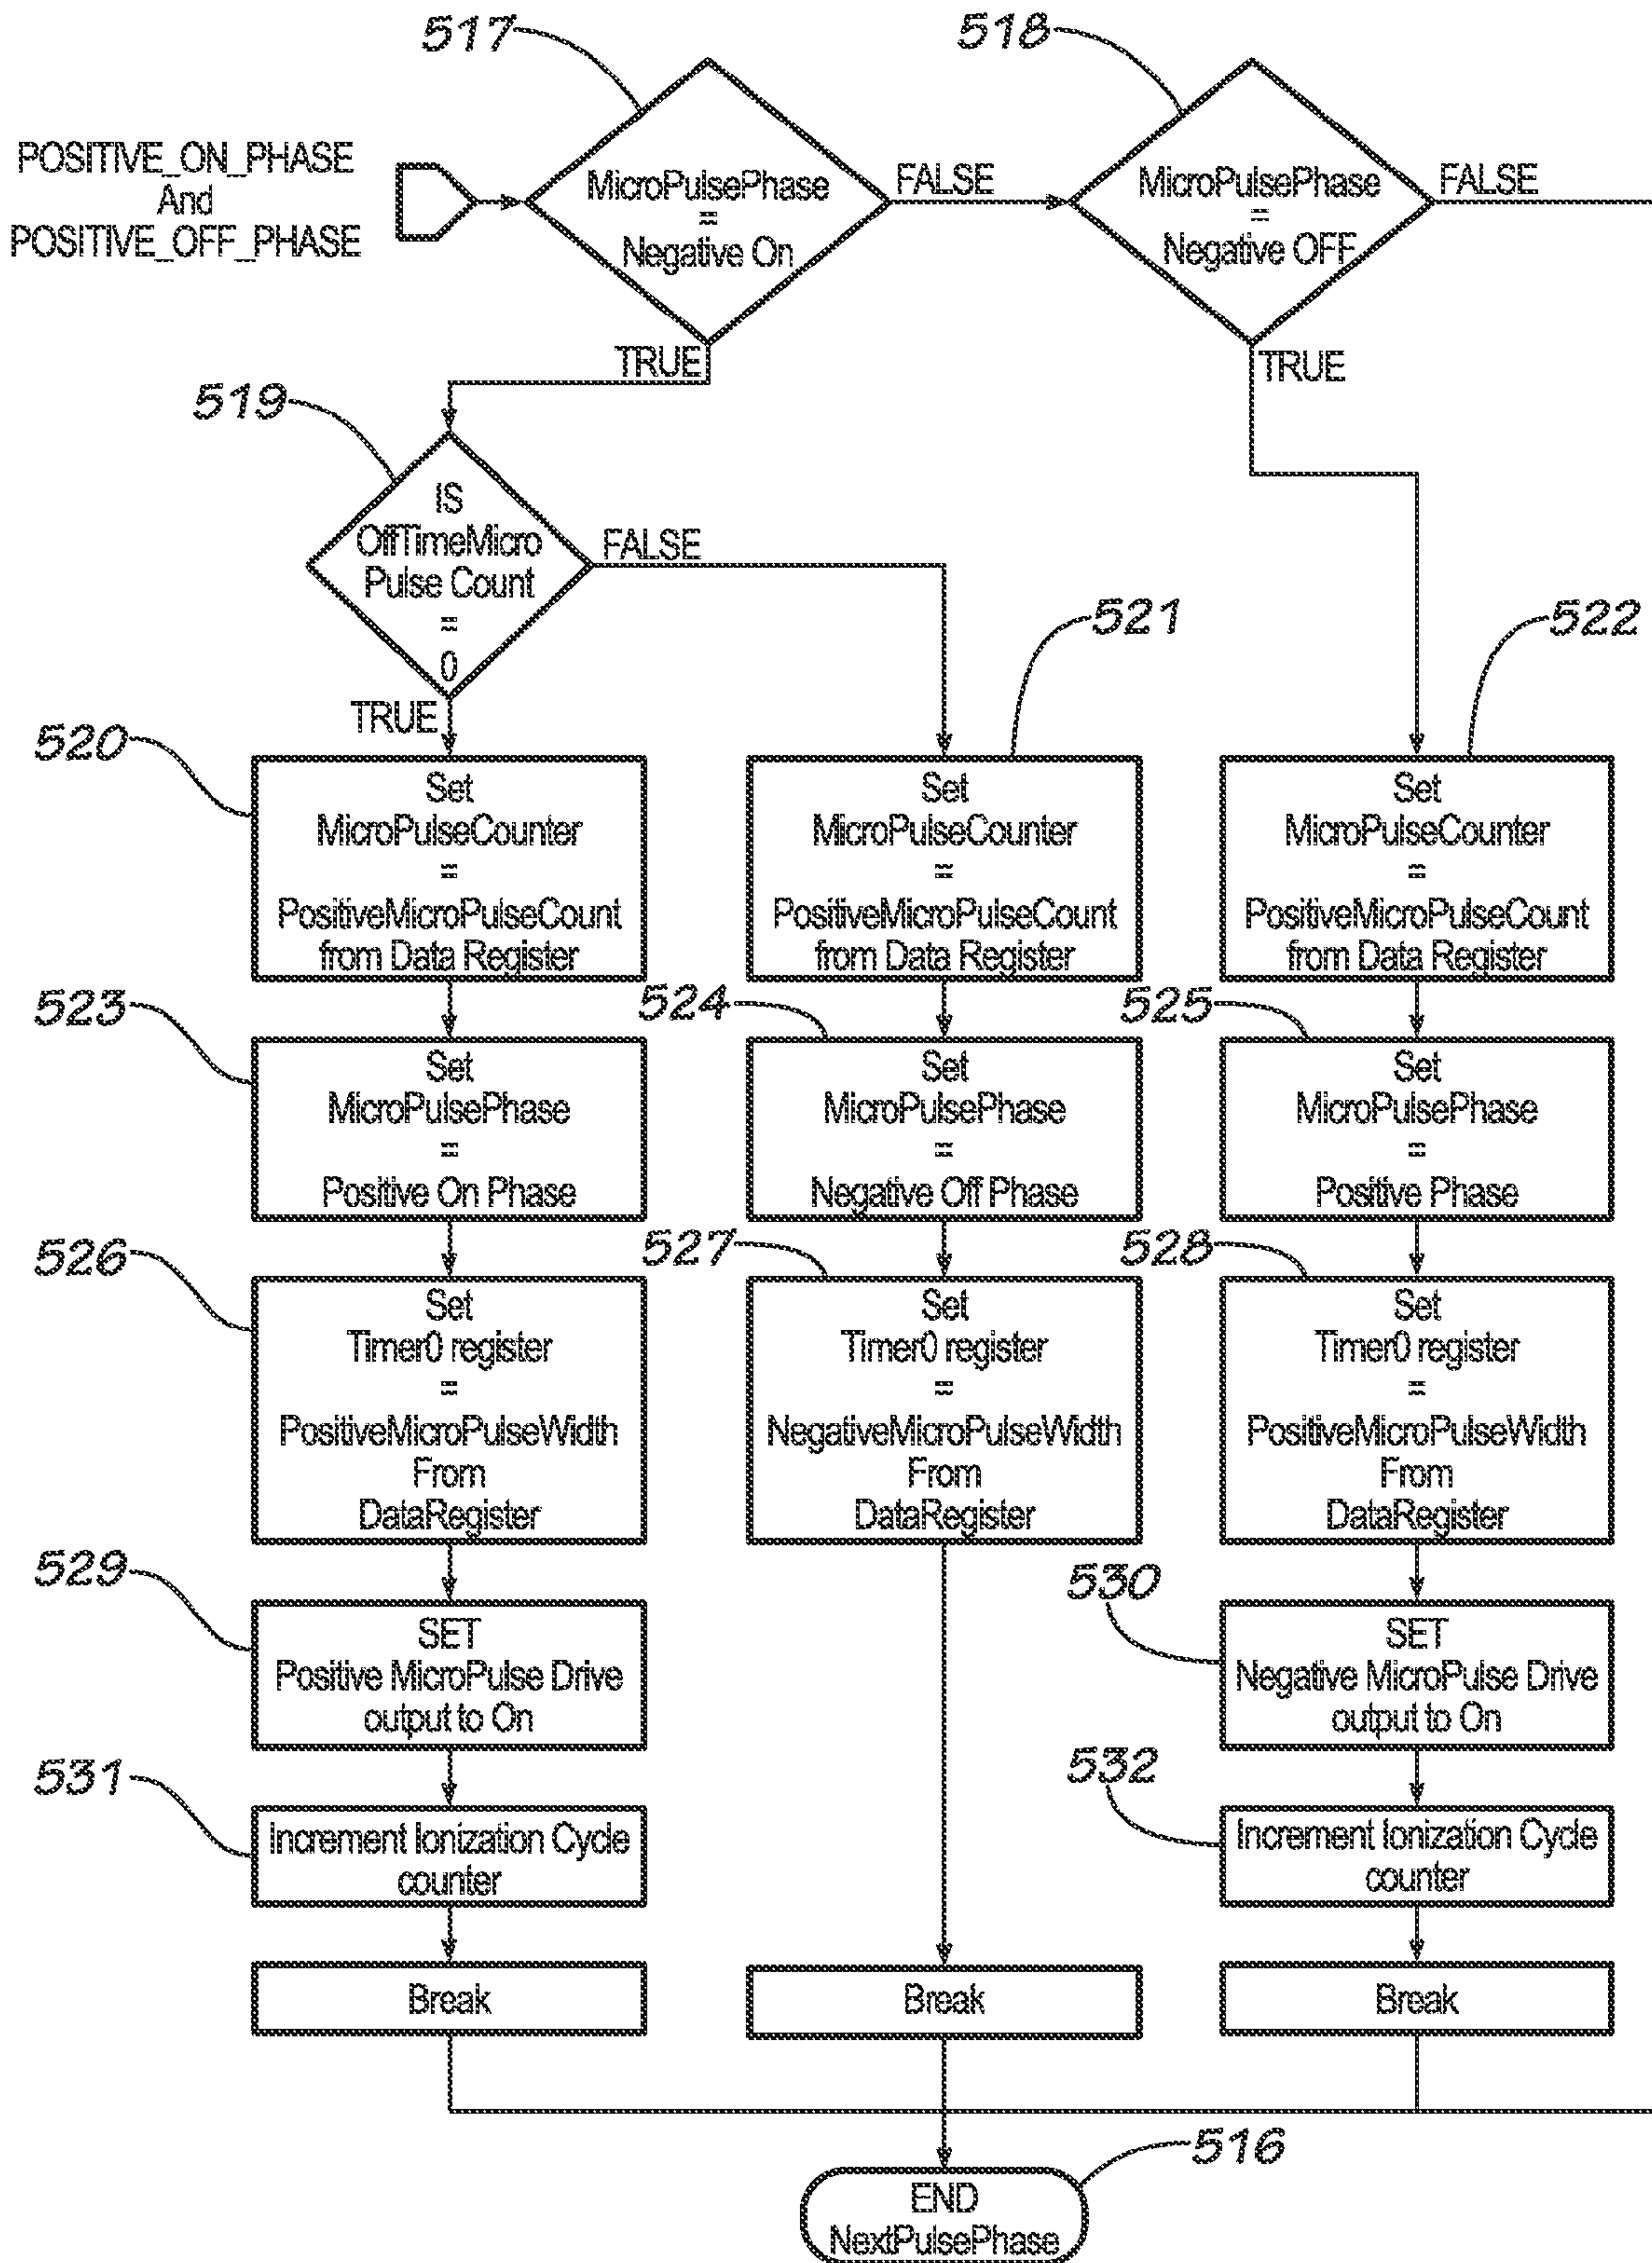 517
518
POSITIVE_ON_PHASE
And
POSITIVE_OFF_PHASE
MicroPulsePhase
=
Negative On
FALSE
MicroPulsePhase
=
Negative OFF
FALSE
TRUE
TRUE
519
IS
OffTimeMicro
Pulse Count
=
0
FALSE
TRUE
520
521
522
Set
MicroPulseCounter
=
PositiveMicroPulseCount
from Data Register
Set
MicroPulseCounter
=
PositiveMicroPulseCount
from Data Register
Set
MicroPulseCounter
=
PositiveMicroPulseCount
from Data Register
523
524
525
Set
MicroPulsePhase
=
Positive On Phase
Set
MicroPulsePhase
=
Negative Off Phase
Set
MicroPulsePhase
=
Positive Phase
526
527
528
Set
Timer0 register
=
PositiveMicroPulseWidth
From
DataRegister
Set
Timer0 register
=
NegativeMicroPulseWidth
From
DataRegister
Set
Timer0 register
=
PositiveMicroPulseWidth
From
DataRegister
529
530
SET
Positive MicroPulse Drive
output to On
SET
Negative MicroPulse Drive
output to On
531
532
Increment Ionization Cycle
counter
Increment Ionization Cycle
counter
Break
Break
Break
516
END
NextPulsePhase